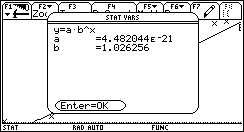 F1 F2 F3 F4 F5 F6 F7
STAT VARS
Zoo
y=a·b^x
a =4.482044E-21
b =1.026256
Enter=OK
STAT RAD AUTO FUNC